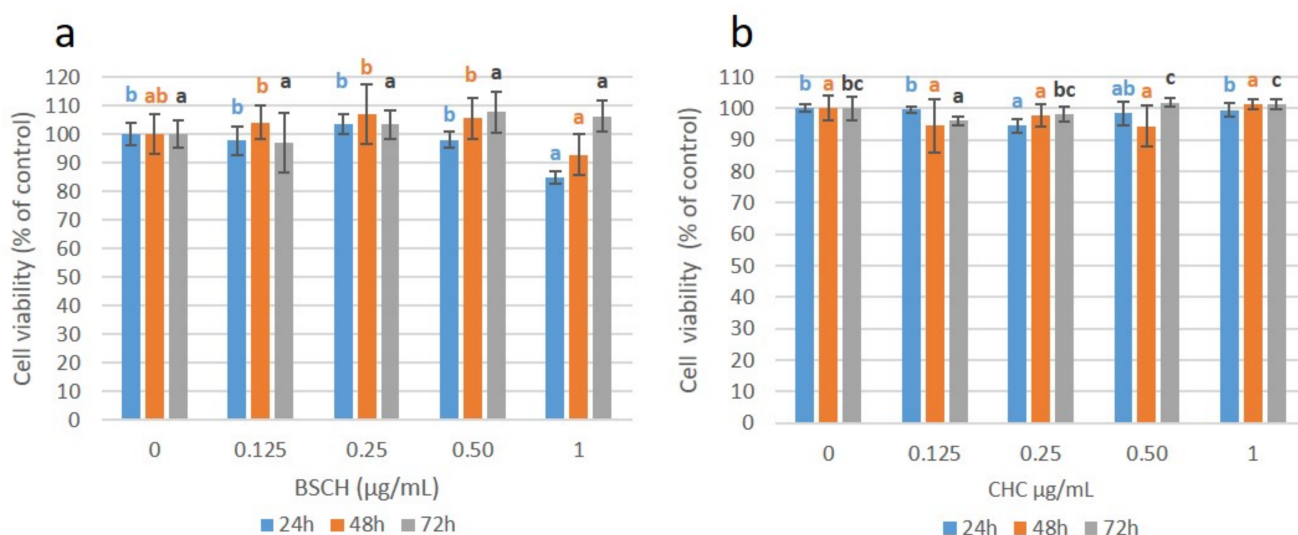 a
Cell viability (% of control)
120
110
100
90
80
70
60
50
40
30
20
10
0
b ab a
b b a
b b a
b b a
a a a
0 0.125 0.25 0.50 1
BSCH (μg/mL)
24h 48h 72h
b
Cell viability (% of control)
110
100
90
80
70
60
50
40
30
20
10
0
b a bc
b a a
a a bc
ab a c
b a c
0 0.125 0.25 0.50 1
CHC μg/mL
24h 48h 72h